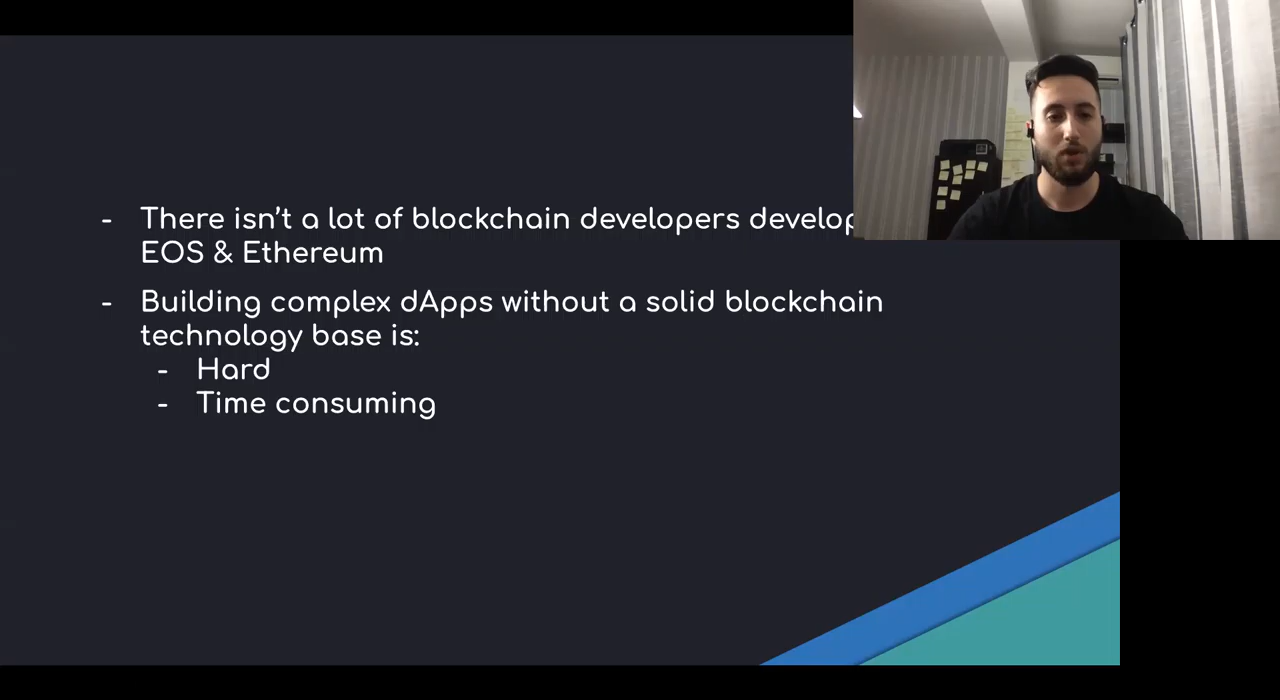 - There isn't a lot of blockchain developers
EOS & Ethereum
- Building complex dApps without a solid blockchain
technology base is:
- Hard
- Time consuming